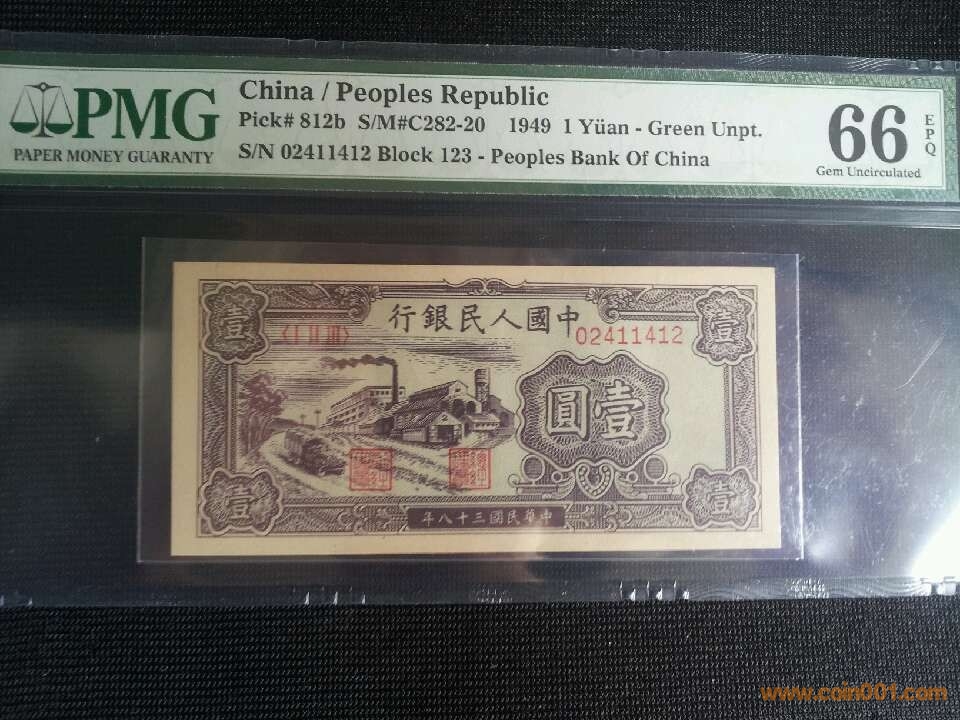 China / Peoples Republic
PMG
Pick# 812b S/M#C282-20 1949 1 Yüan - Green Unpt.
66
EPQ
PAPER MONEY GUARANTY
S/N 02411412 Block 123 - Peoples Bank Of China
Gem Uncirculated
行銀民人國中
壹
壹
〈I II III〉
02411412
圓壹
壹
壹
年八十三國民華中
www.coin001.com